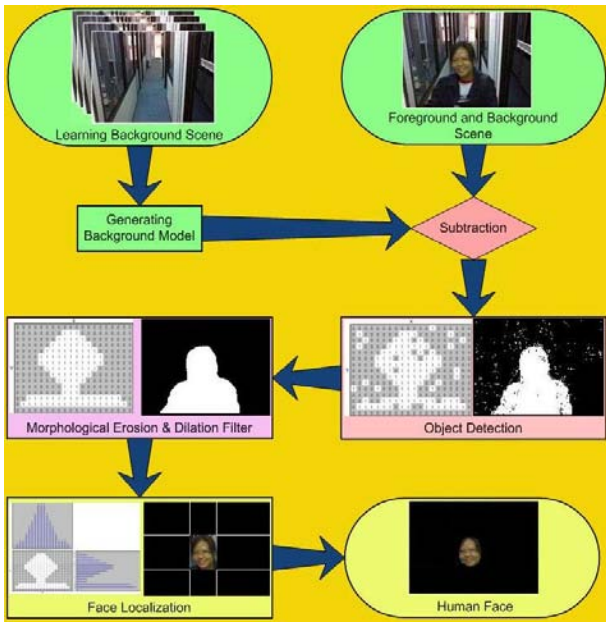 Learning Background Scene
Foreground and Background
Scene
Generating
Background Model
Subtraction
Morphological Erosion & Dilation Filter
Object Detection
Face Localization
Human Face